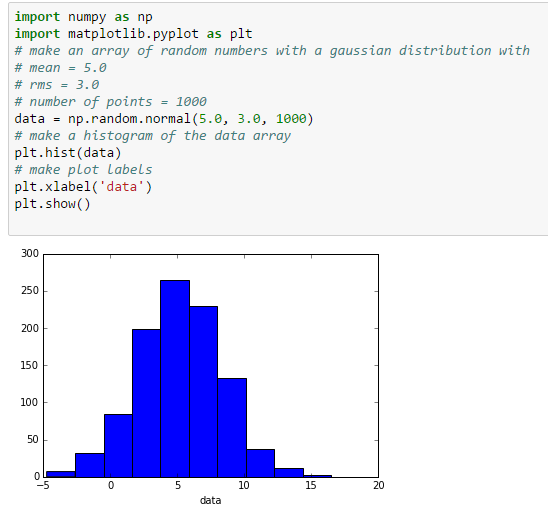 import numpy as np
import matplotlib.pyplot as plt
# make an array of random numbers with a gaussian distribution with
# mean = 5.0
# rms = 3.0
# number of points = 1000
data = np.random.normal(5.0, 3.0, 1000)
# make a histogram of the data array
plt.hist(data)
# make plot labels
plt.xlabel('data')
plt.show()
300
250
200
150
100
50
0
−5 0 5 10 15 20
data